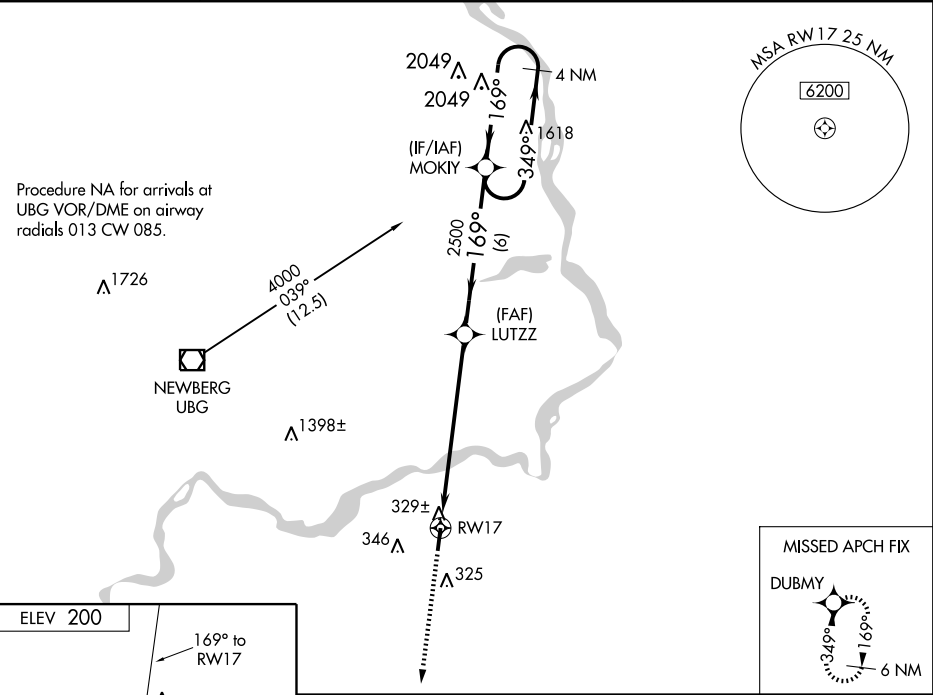 MSA RW17 25 NM
6200
2049
2049
4 NM
169°
349°
1618
(IF/IAF)
MOKIY
Procedure NA for arrivals at
UBG VOR/DME on airway
radials 013 CW 085.
2500
169°
(6)
1726
4000
039°
(12.5)
(FAF)
LUTZZ
NEWBERG
UBG
1398±
329±
RW17
346
325
MISSED APCH FIX
DUBMY
349°
169°
6 NM
ELEV 200
169° to
RW17